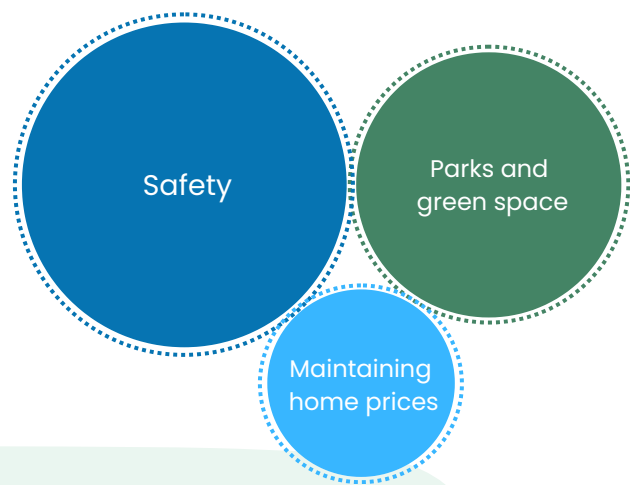 Safety
Parks and
green space
Maintaining
home prices